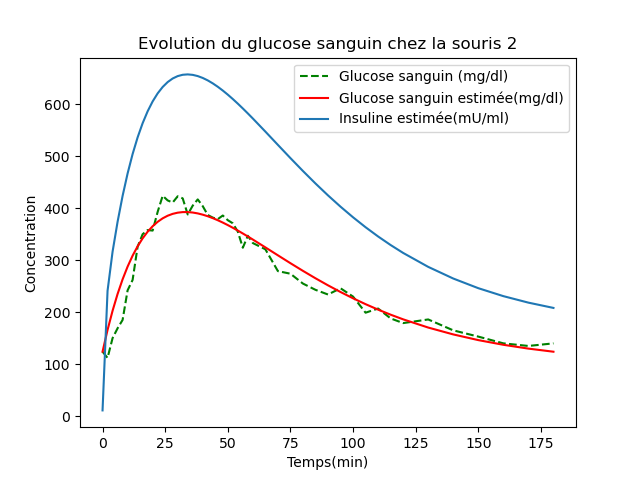 Evolution du glucose sanguin chez la souris 2
Glucose sanguin (mg/dl)
Glucose sanguin estimée(mg/dl)
Insuline estimée(mU/ml)
Concentration
600
500
400
300
200
100
0
0 25 50 75 100 125 150 175
Temps(min)